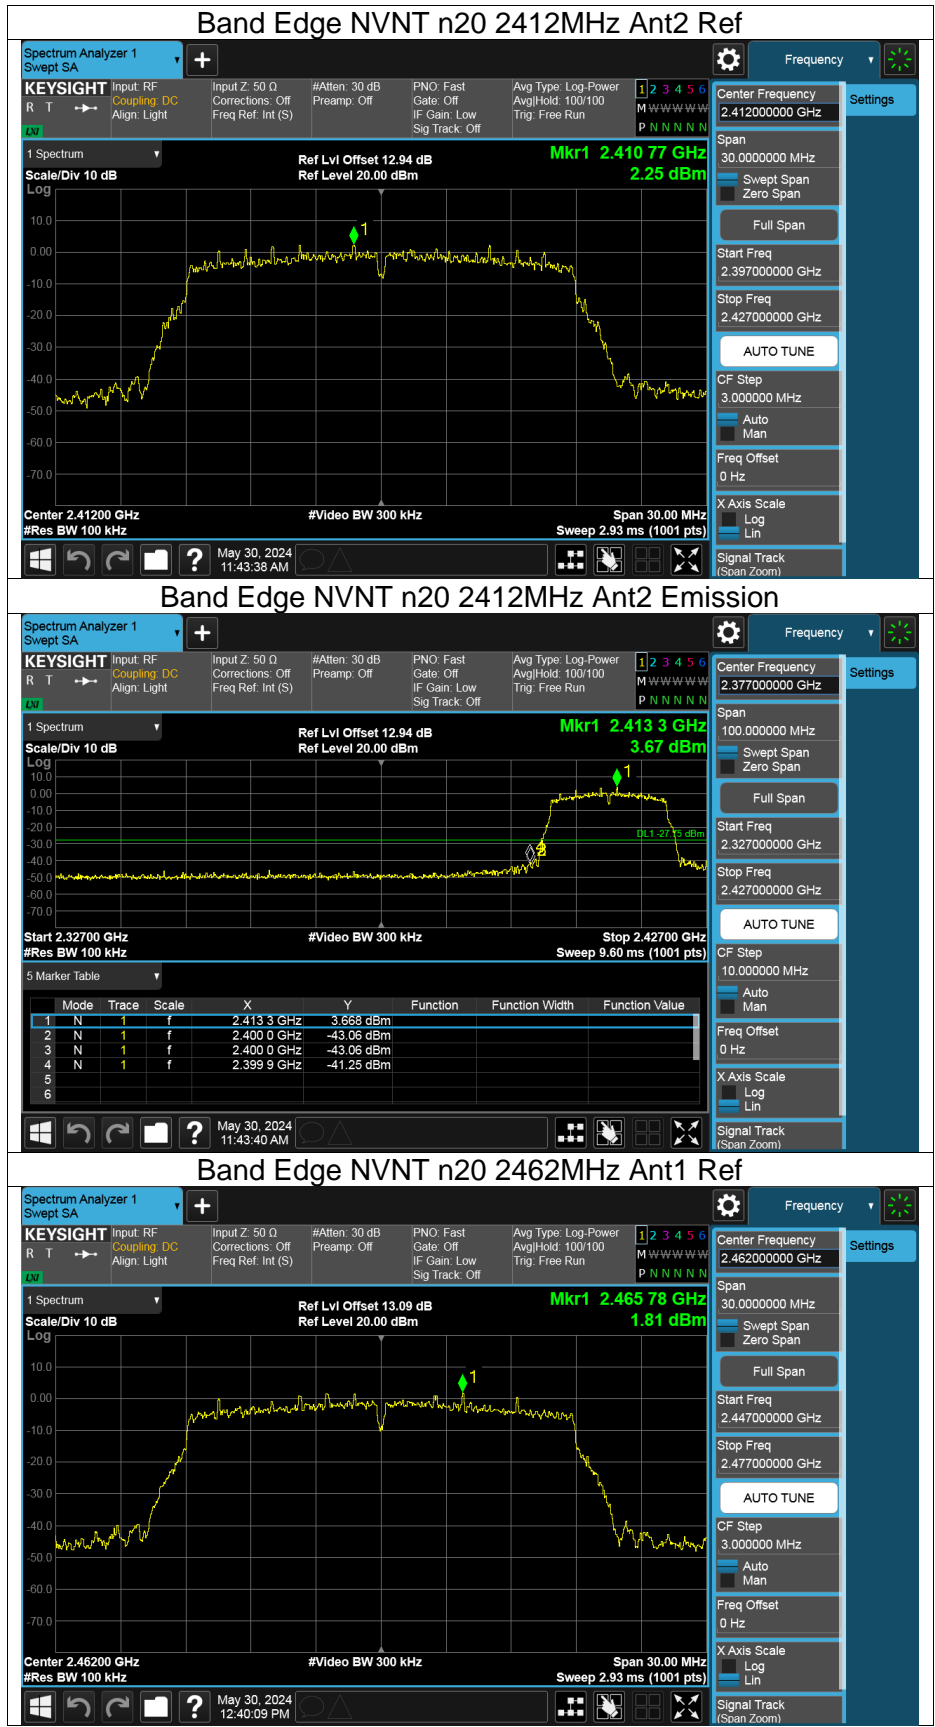 Band Edge NVNT n20 2412MHz Ant2 Ref
Spectrum Analyzer 1
Swept SA
Frequency
KEYSIGHT
R T
LXI
Input: RF
Coupling: DC
Align: Light
Input Z: 50 Ω
Corrections: Off
Freq Ref: Int (S)
#Atten: 30 dB
Preamp: Off
PNO: Fast
Gate: Off
IF Gain: Low
Sig Track: Off
Avg Type: Log-Power
Avg|Hold: 100/100
Trig: Free Run
1 2 3 4 5 6
M W W W W W
P N N N N N
Center Frequency
2.412000000 GHz
Settings
Span
30.0000000 MHz
Swept Span
Zero Span
Full Span
Start Freq
2.397000000 GHz
Stop Freq
2.427000000 GHz
AUTO TUNE
CF Step
3.000000 MHz
Auto
Man
Freq Offset
0 Hz
X Axis Scale
Log
Lin
Signal Track
(Span Zoom)
1 Spectrum
Scale/Div 10 dB
Ref Lvl Offset 12.94 dB
Ref Level 20.00 dBm
Mkr1 2.410 77 GHz
2.25 dBm
Log
10.0
0.00
-10.0
-20.0
-30.0
-40.0
-50.0
-60.0
-70.0
1
Center 2.41200 GHz
#Res BW 100 kHz
#Video BW 300 kHz
Span 30.00 MHz
Sweep 2.93 ms (1001 pts)
May 30, 2024
11:43:38 AM
Band Edge NVNT n20 2412MHz Ant2 Emission
Spectrum Analyzer 1
Swept SA
Frequency
KEYSIGHT
R T
LXI
Input: RF
Coupling: DC
Align: Light
Input Z: 50 Ω
Corrections: Off
Freq Ref: Int (S)
#Atten: 30 dB
Preamp: Off
PNO: Fast
Gate: Off
IF Gain: Low
Sig Track: Off
Avg Type: Log-Power
Avg|Hold: 100/100
Trig: Free Run
1 2 3 4 5 6
M W W W W W
P N N N N N
Center Frequency
2.377000000 GHz
Settings
Span
100.000000 MHz
Swept Span
Zero Span
Full Span
Start Freq
2.327000000 GHz
Stop Freq
2.427000000 GHz
AUTO TUNE
CF Step
10.000000 MHz
Auto
Man
Freq Offset
0 Hz
X Axis Scale
Log
Lin
Signal Track
(Span Zoom)
1 Spectrum
Scale/Div 10 dB
Ref Lvl Offset 12.94 dB
Ref Level 20.00 dBm
Mkr1 2.413 3 GHz
3.67 dBm
Log
10.0
0.00
-10.0
-20.0
-30.0
-40.0
-50.0
-60.0
-70.0
1
DL1 -27.75 dBm
Start 2.32700 GHz
#Res BW 100 kHz
#Video BW 300 kHz
Stop 2.42700 GHz
Sweep 9.60 ms (1001 pts)
5 Marker Table
Mode Trace Scale X Y Function Function Width Function Value
1 N 1 f 2.413 3 GHz 3.668 dBm
2 N 1 f 2.400 0 GHz -43.06 dBm
3 N 1 f 2.400 0 GHz -43.06 dBm
4 N 1 f 2.399 9 GHz -41.25 dBm
5
6
May 30, 2024
11:43:40 AM
Band Edge NVNT n20 2462MHz Ant1 Ref
Spectrum Analyzer 1
Swept SA
Frequency
KEYSIGHT
R T
LXI
Input: RF
Coupling: DC
Align: Light
Input Z: 50 Ω
Corrections: Off
Freq Ref: Int (S)
#Atten: 30 dB
Preamp: Off
PNO: Fast
Gate: Off
IF Gain: Low
Sig Track: Off
Avg Type: Log-Power
Avg|Hold: 100/100
Trig: Free Run
1 2 3 4 5 6
M W W W W W
P N N N N N
Center Frequency
2.462000000 GHz
Settings
Span
30.0000000 MHz
Swept Span
Zero Span
Full Span
Start Freq
2.447000000 GHz
Stop Freq
2.477000000 GHz
AUTO TUNE
CF Step
3.000000 MHz
Auto
Man
Freq Offset
0 Hz
X Axis Scale
Log
Lin
Signal Track
(Span Zoom)
1 Spectrum
Scale/Div 10 dB
Ref Lvl Offset 13.09 dB
Ref Level 20.00 dBm
Mkr1 2.465 78 GHz
1.81 dBm
Log
10.0
0.00
-10.0
-20.0
-30.0
-40.0
-50.0
-60.0
-70.0
1
Center 2.46200 GHz
#Res BW 100 kHz
#Video BW 300 kHz
Span 30.00 MHz
Sweep 2.93 ms (1001 pts)
May 30, 2024
12:40:09 PM